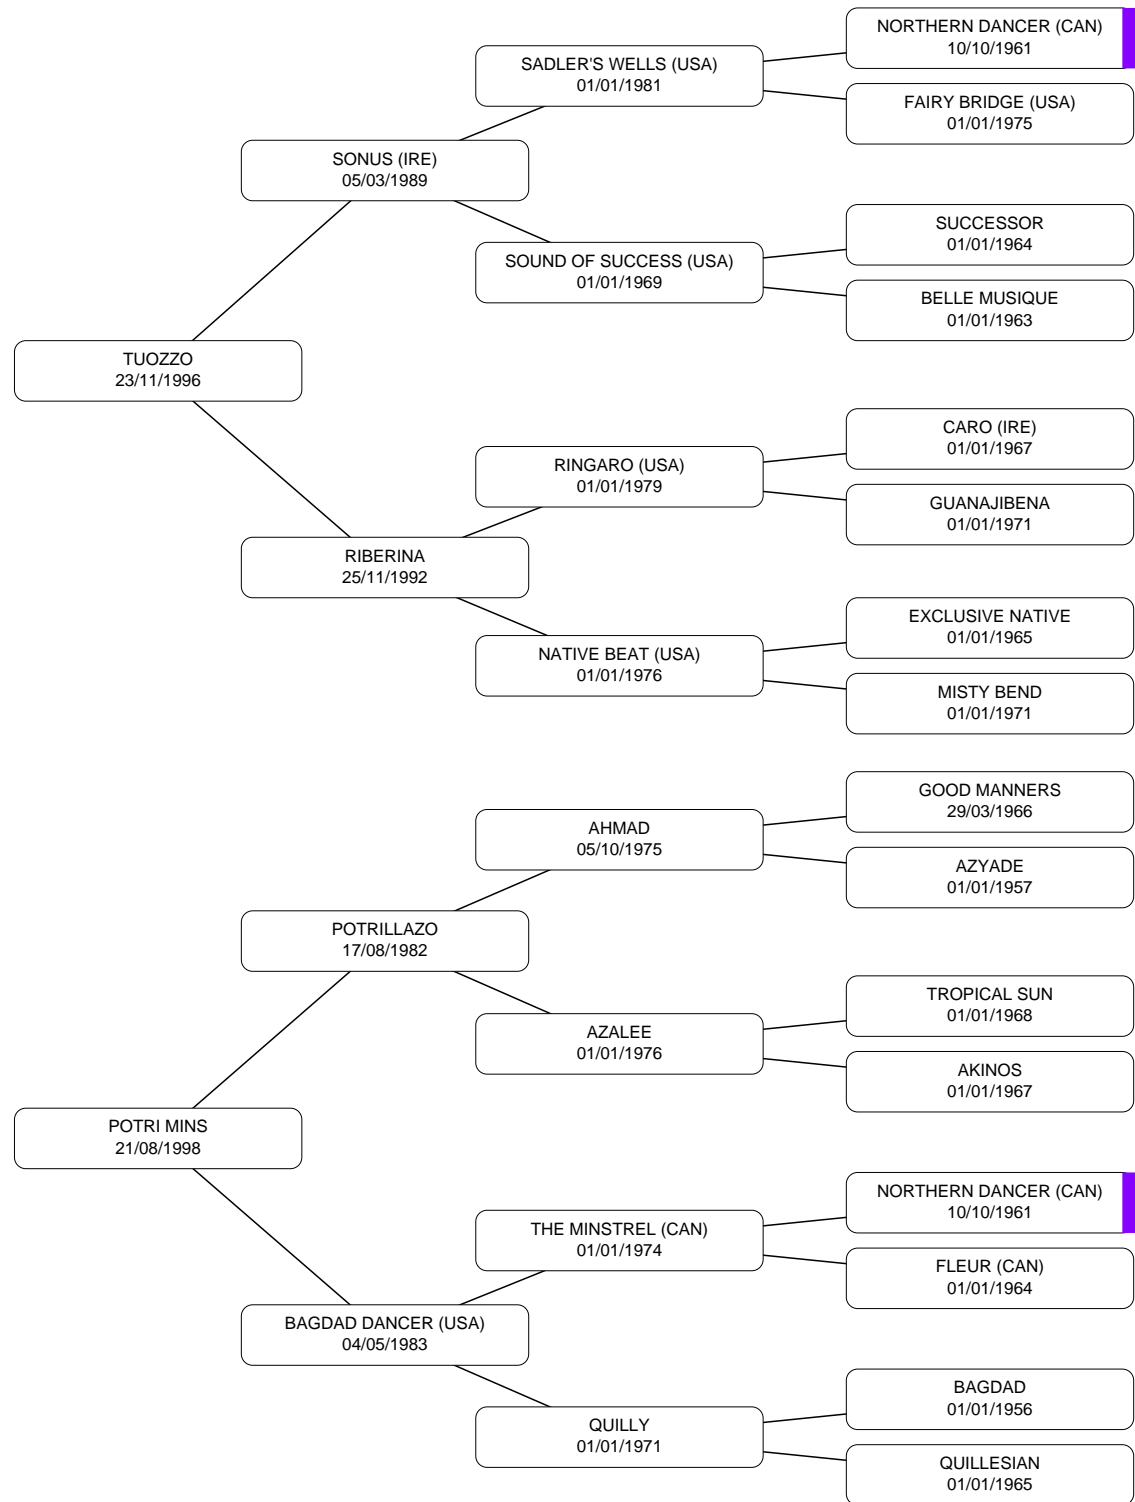 NORTHERN DANCER (CAN)
10/10/1961
SADLER'S WELLS (USA)
01/01/1981
FAIRY BRIDGE (USA)
01/01/1975
SONUS (IRE)
05/03/1989
SUCCESSOR
01/01/1964
SOUND OF SUCCESS (USA)
01/01/1969
BELLE MUSIQUE
01/01/1963
TUOZZO
23/11/1996
CARO (IRE)
01/01/1967
RINGARO (USA)
01/01/1979
GUANAJIBENA
01/01/1971
RIBERINA
25/11/1992
EXCLUSIVE NATIVE
01/01/1965
NATIVE BEAT (USA)
01/01/1976
MISTY BEND
01/01/1971
GOOD MANNERS
29/03/1966
AHMAD
05/10/1975
AZYADE
01/01/1957
POTRILLAZO
17/08/1982
TROPICAL SUN
01/01/1968
AZALEE
01/01/1976
AKINOS
01/01/1967
POTRI MINS
21/08/1998
NORTHERN DANCER (CAN)
10/10/1961
THE MINSTREL (CAN)
01/01/1974
FLEUR (CAN)
01/01/1964
BAGDAD DANCER (USA)
04/05/1983
BAGDAD
01/01/1956
QUILLY
01/01/1971
QUILLESIAN
01/01/1965